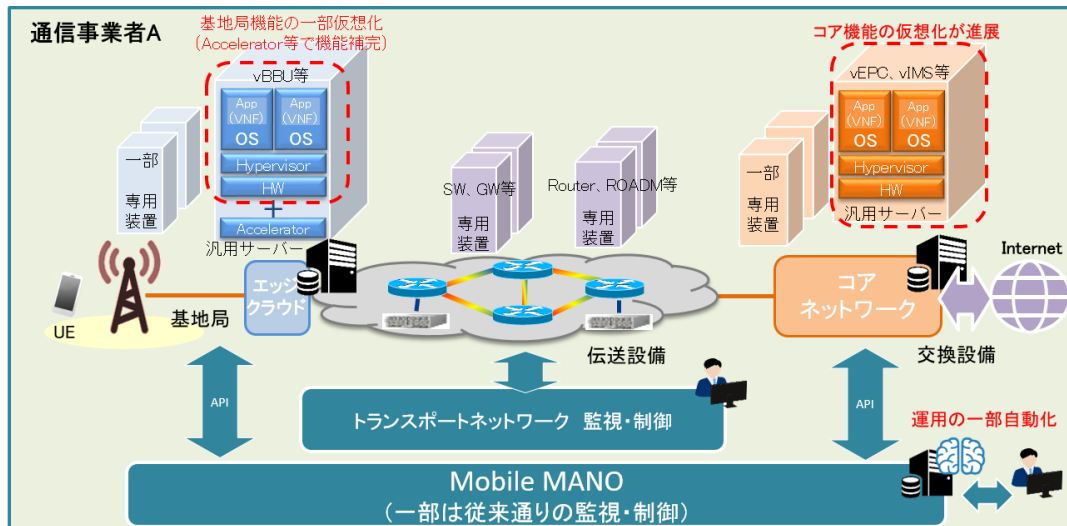 通信事業者A
基地局機能の一部仮想化
(Accelerator等で機能補完)
コア機能の仮想化が進展
vBBU等
App
(VNF)
OS
App
(VNF)
OS
Hypervisor
HW
+
Accelerator
汎用サーバー
一部
専用
装置
SW、GW等
専用
装置
Router、ROADM等
専用
装置
一部
専用
装置
vEPC、vIMS等
App
(VNF)
OS
App
(VNF)
OS
Hypervisor
HW
汎用サーバー
UE
基地局
エッジ
クラウド
伝送設備
コア
ネットワーク
Internet
交換設備
API
トランスポートネットワーク 監視・制御
API
運用の一部自動化
Mobile MANO
(一部は従来通りの監視・制御)